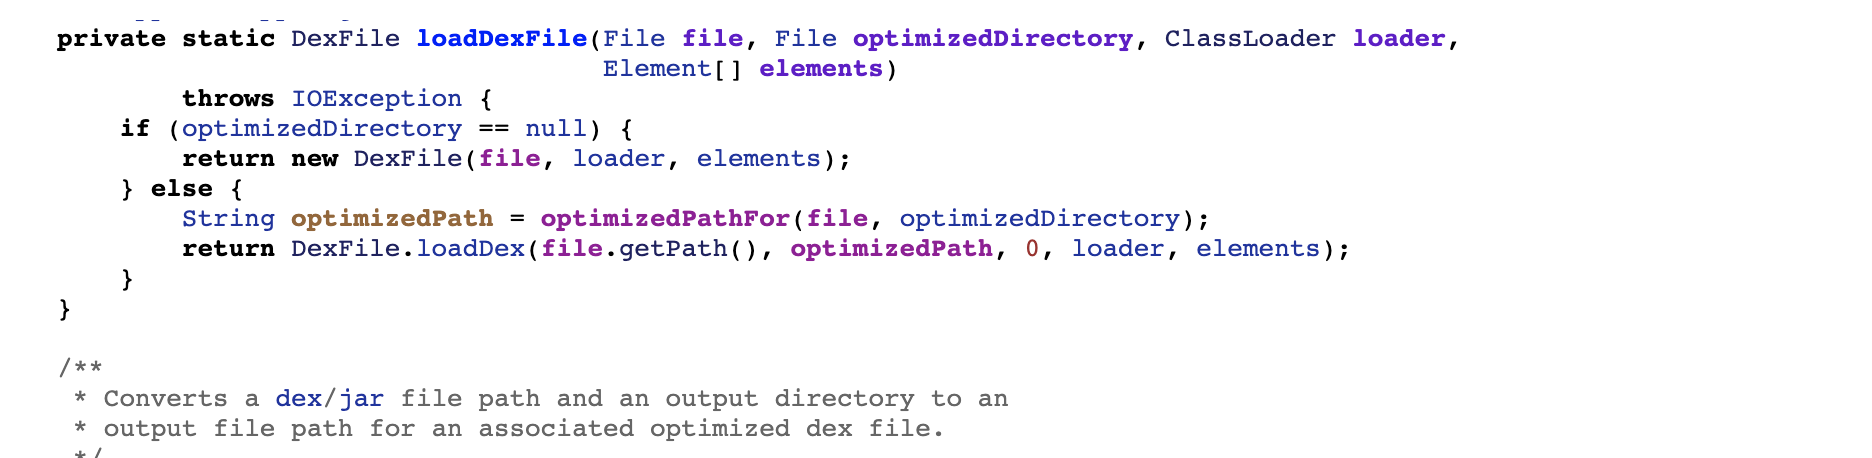 private static DexFile loadDexFile(File file, File optimizedDirectory, ClassLoader loader,
                                   Element[] elements)
        throws IOException {
    if (optimizedDirectory == null) {
        return new DexFile(file, loader, elements);
    } else {
        String optimizedPath = optimizedPathFor(file, optimizedDirectory);
        return DexFile.loadDex(file.getPath(), optimizedPath, 0, loader, elements);
    }
}

/**
 * Converts a dex/jar file path and an output directory to an
 * output file path for an associated optimized dex file.
 */